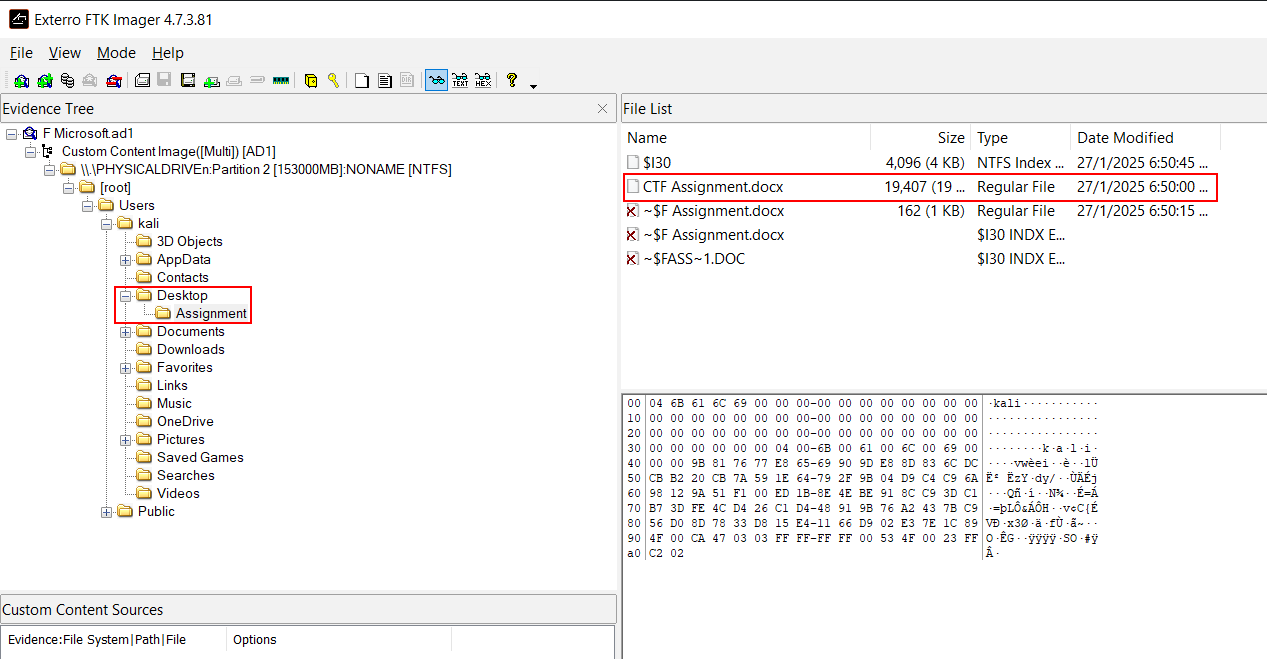 Exterro FTK Imager 4.7.3.81
File View Mode Help
Evidence Tree
F Microsoft.ad1
Custom Content Image([Multi]) [AD1]
\\.\PHYSICALDRIVEn:Partition 2 [153000MB]:NONAME [NTFS]
[root]
Users
kali
3D Objects
AppData
Contacts
Desktop
Assignment
Documents
Downloads
Favorites
Links
Music
OneDrive
Pictures
Saved Games
Searches
Videos
Public
Custom Content Sources
Evidence:File System|Path|File Options
File List
Name Size Type Date Modified
$I30 4,096 (4 KB) NTFS Index ... 27/1/2025 6:50:45 ...
CTF Assignment.docx 19,407 (19 ... Regular File 27/1/2025 6:50:00 ...
~$F Assignment.docx 162 (1 KB) Regular File 27/1/2025 6:50:15 ...
~$F Assignment.docx $I30 INDX E...
~$FASS~1.DOC $I30 INDX E...
00 04 6B 61 6C 69 00 00 00-00 00 00 00 00 00 00 00 ·kali···········
10 00 00 00 00 00 00 00 00-00 00 00 00 00 00 00 00 ················
20 00 00 00 00 00 00 00 00-00 00 00 00 00 00 00 00 ················
30 00 00 00 00 00 00 04 00-6B 00 61 00 6C 00 69 00 ········k·a·l·i·
40 00 00 9B 81 76 77 E8 65-69 90 9D E8 8D 83 6C DC ····vwèei··è··lÜ
50 CB B2 20 CB 7A 59 1E 64-79 2F 9B 04 D9 C4 C9 6A Ë² ËzY·dy/··ÙÄÉj
60 98 12 9A 51 F1 00 ED 1B-8E 4E BE 91 8C C9 3D C1 ···Qñ·í··N¾··É=Á
70 B7 3D FE 4C D4 26 C1 D4-48 91 9B 76 A2 43 7B C9 ·=þLÔ&ÁÔH··v¢C{É
80 56 D0 8D 78 33 D8 15 E4-11 66 D9 02 E3 7E 1C 89 VÐ·x3Ø·ä·fÙ·ã~··
90 4F 00 CA 47 03 03 FF FF-FF FF 00 53 4F 00 23 FF O·ÊG··ÿÿÿÿ·SO·#ÿ
a0 C2 02 Â·